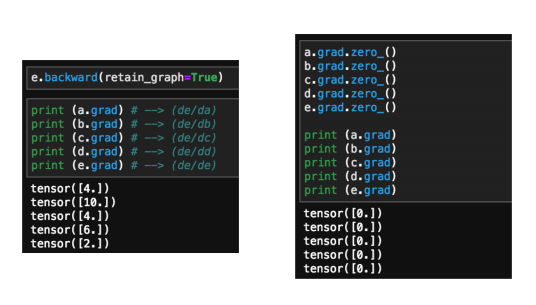 e.backward(retain_graph=True)
print (a.grad) # ––> (de/da)
print (b.grad) # ––> (de/db)
print (c.grad) # ––> (de/dc)
print (d.grad) # ––> (de/dd)
print (e.grad) # ––> (de/de)
tensor([4.])
tensor([10.])
tensor([4.])
tensor([6.])
tensor([2.])
a.grad.zero_()
b.grad.zero_()
c.grad.zero_()
d.grad.zero_()
e.grad.zero_()
print (a.grad)
print (b.grad)
print (c.grad)
print (d.grad)
print (e.grad)
tensor([0.])
tensor([0.])
tensor([0.])
tensor([0.])
tensor([0.])